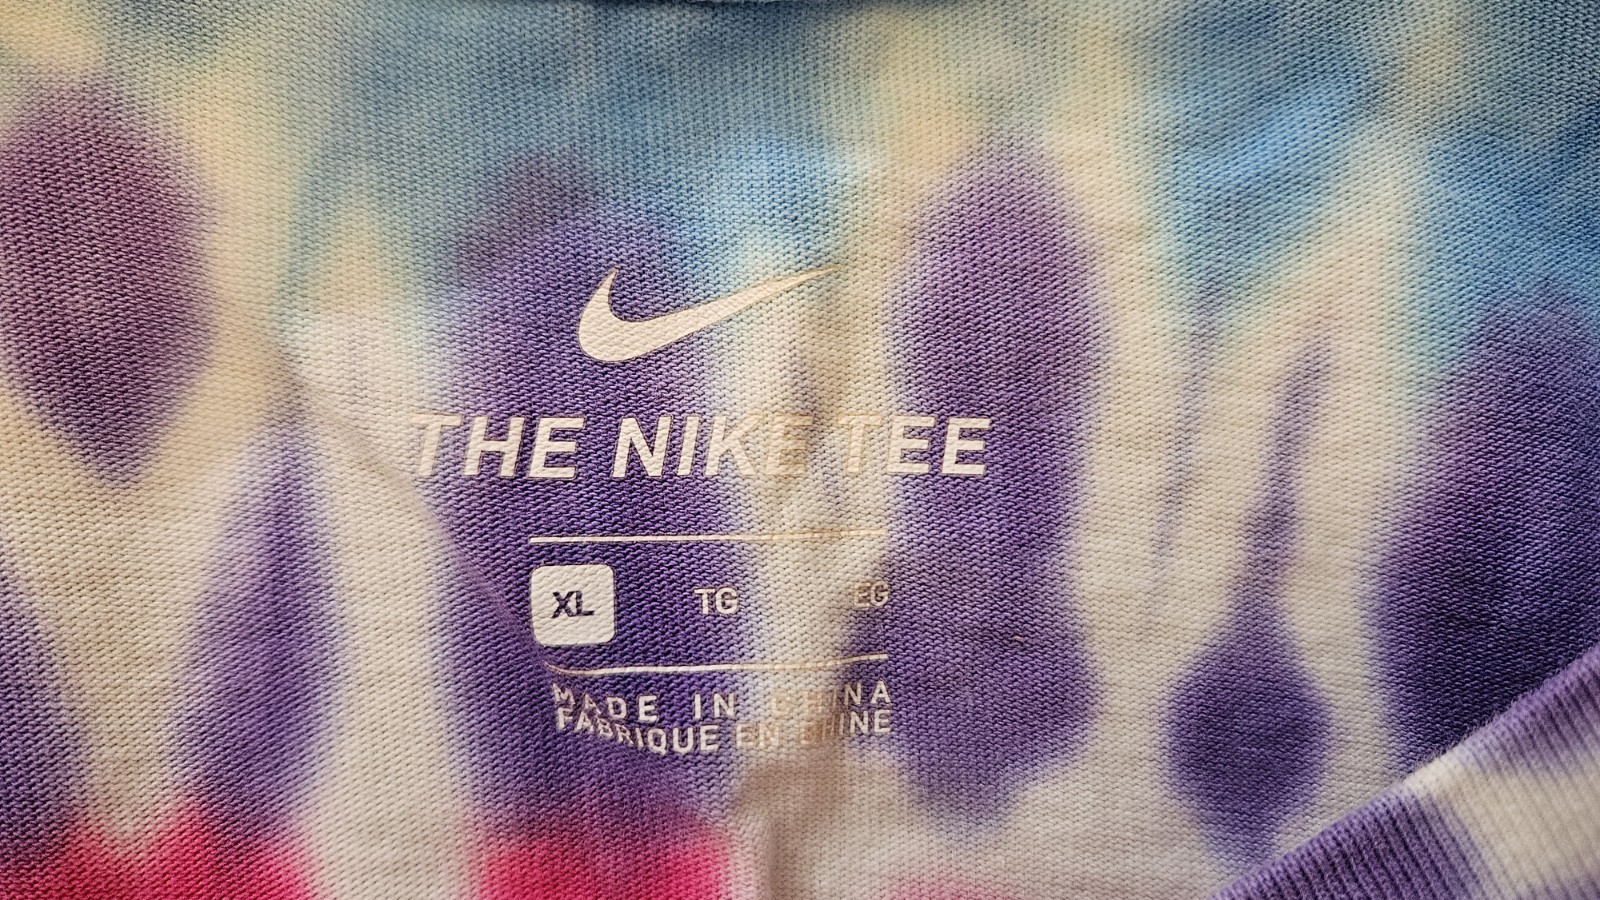 THE NIKE TEE
XL TG EG
MADE IN CHINA
FABRIQUE EN CHINE